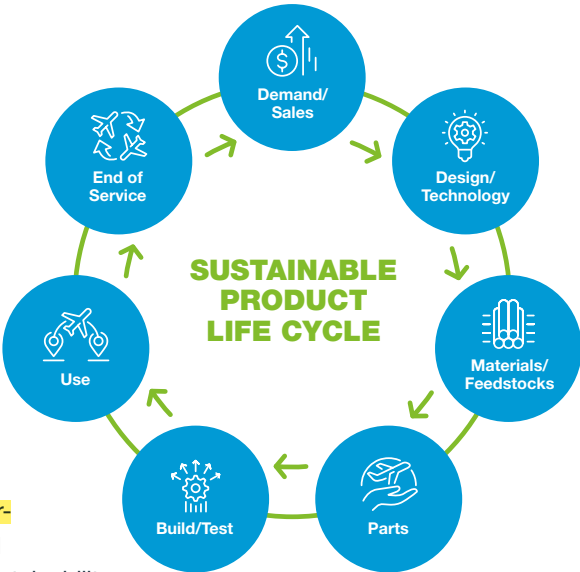 $
Demand/
Sales
Design/
Technology
Materials/
Feedstocks
Parts
Build/Test
Use
End of
Service
SUSTAINABLE
PRODUCT
LIFE CYCLE